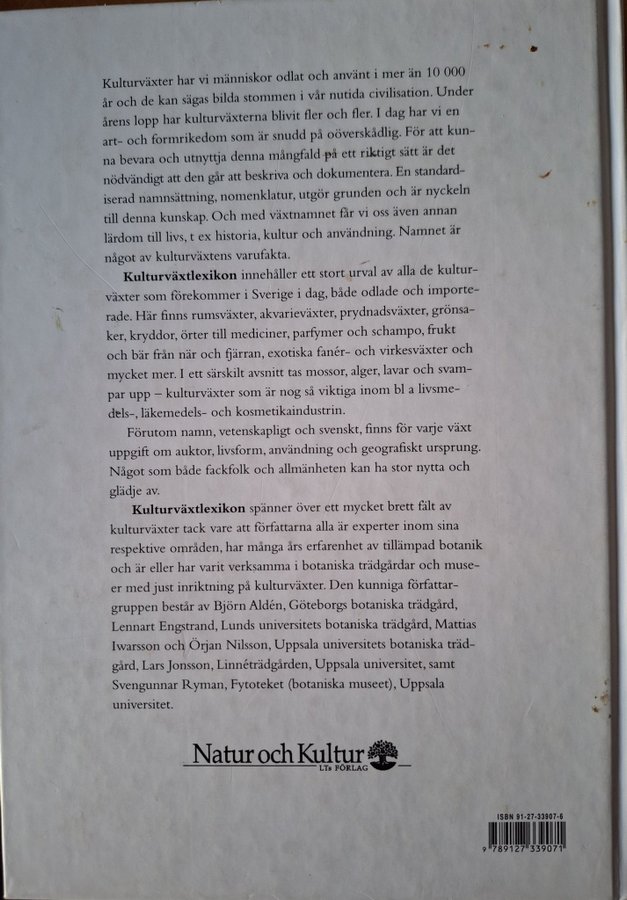 Kulturväxter har vi människor odlat och använt i mer än 10 000
år och de kan sägas bilda stommen i vår nutida civilisation. Under
årens lopp har kulturväxterna blivit fler och fler. I dag har vi en
art- och formrikedom som är snudd på oöverskådlig. För att kun-
na bevara och utnyttja denna mångfald på ett riktigt sätt är det
nödvändigt att den går att beskriva och dokumentera. En standard-
iserad namnsättning, nomenklatur, utgör grunden och är nyckeln
till denna kunskap. Och med växtnamnet får vi oss även annan
lärdom till livs, t ex historia, kultur och användning. Namnet är
något av kulturväxtens varufakta.
Kulturväxtlexikon innehåller ett stort urval av alla de kultur-
växter som förekommer i Sverige i dag, både odlade och importe-
rade. Här finns rumsväxter, akvarieväxter, prydnadsväxter, grönsa-
ker, kryddor, örter till mediciner, parfymer och schampo, frukt
och bär från när och fjärran, exotiska fanér- och virkesväxter och
mycket mer. I ett särskilt avsnitt tas mossor, alger, lavar och svam-
par upp – kulturväxter som är nog så viktiga inom bl a livsme-
dels-, läkemedels- och kosmetikaindustrin.
Förutom namn, vetenskapligt och svenskt, finns för varje växt
uppgift om auktor, livsform, användning och geografiskt ursprung.
Något som både fackfolk och allmänheten kan ha stor nytta och
glädje av.
Kulturväxtlexikon spänner över ett mycket brett fält av
kulturväxter tack vare att författarna alla är experter inom sina
respektive områden, har många års erfarenhet av tillämpad botanik
och är eller har varit verksamma i botaniska trädgårdar och muse-
er med just inriktning på kulturväxter. Den kunniga författar-
gruppen består av Björn Aldén, Göteborgs botaniska trädgård,
Lennart Engstrand, Lunds universitets botaniska trädgård, Mattias
Iwarsson och Örjan Nilsson, Uppsala universitets botaniska träd-
gård, Lars Jonsson, Linnéträdgården, Uppsala universitet, samt
Svengunnar Ryman, Fytoteket (botaniska museet), Uppsala
universitet.
Natur och Kultur
LTs FÖRLAG
ISBN 91-27-33907-6
9 789127 339071